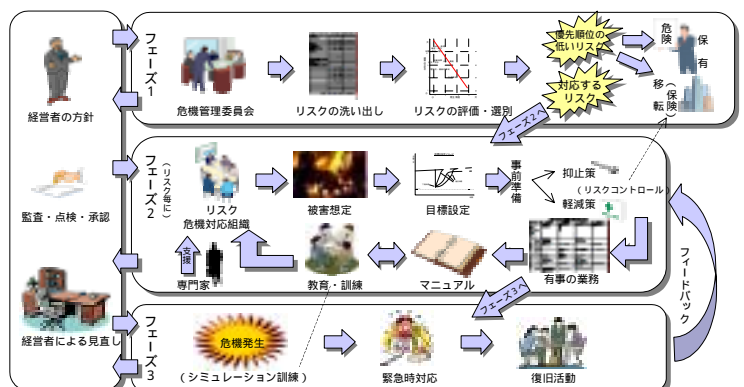 経営者の方針
監査・点検・承認
経営者による見直し
フェーズ1
危機管理委員会
リスクの洗い出し
リスクの評価・選別
優先順位の
低いリスク
対応する
リスク
危険
保有
移転
(保険)
フェーズ2へ
フェーズ2
(リスク毎に)
リスク
危機対応組織
被害想定
目標設定
事前準備
抑止策
(リスクコントロール)
軽減策
支援
専門家
教育・訓練
マニュアル
有事の業務
フェーズ3へ
フィードバック
フェーズ3
危機発生
(シミュレーション訓練)
緊急時対応
復旧活動